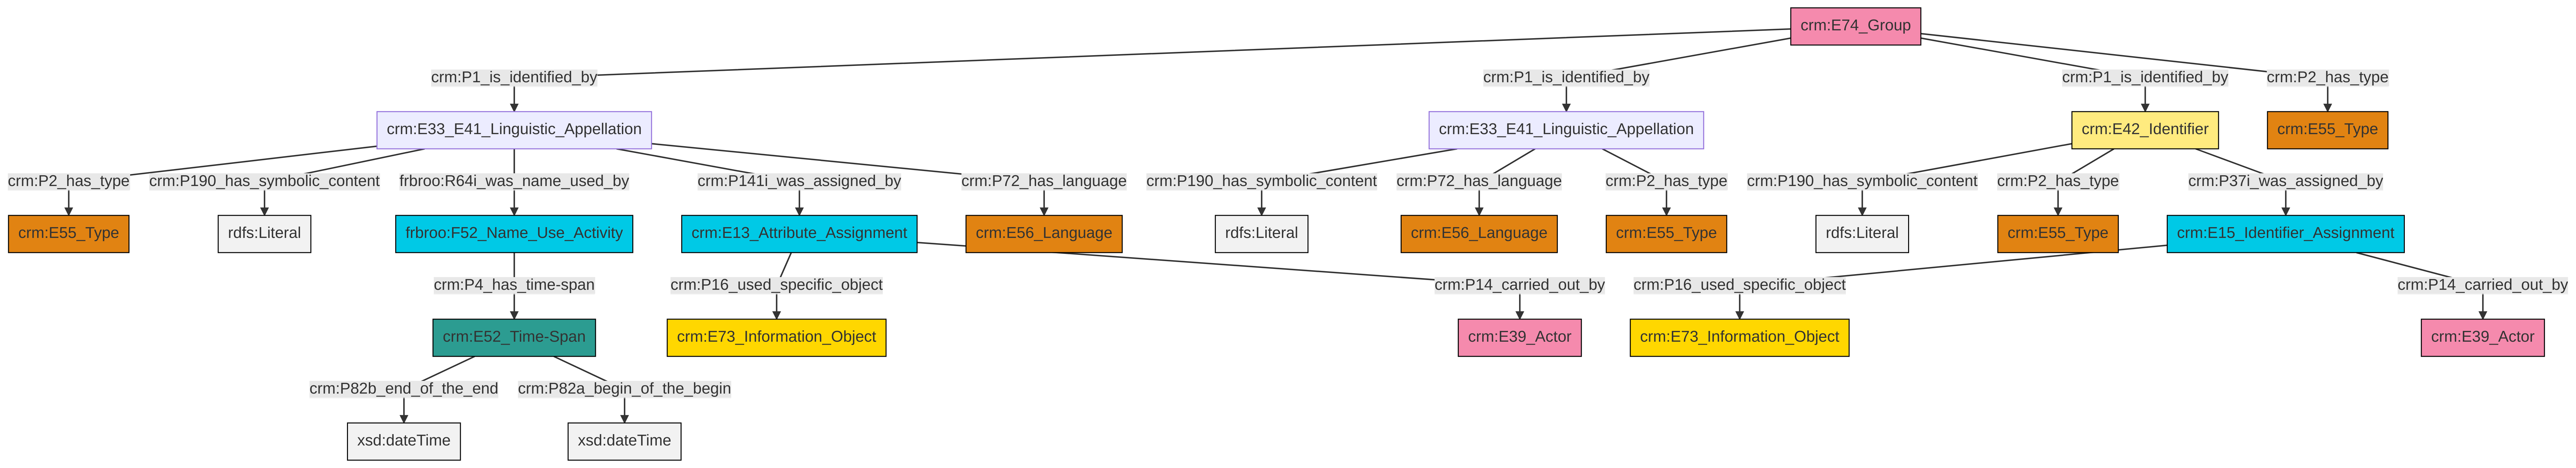 crm:E74_Group
crm:P1_is_identified_by
crm:P1_is_identified_by
crm:P1_is_identified_by
crm:P2_has_type
crm:E33_E41_Linguistic_Appellation
crm:E33_E41_Linguistic_Appellation
crm:E42_Identifier
crm:E55_Type
crm:P2_has_type
crm:P190_has_symbolic_content
frbroo:R64i_was_name_used_by
crm:P141i_was_assigned_by
crm:P72_has_language
crm:P190_has_symbolic_content
crm:P72_has_language
crm:P2_has_type
crm:P190_has_symbolic_content
crm:P2_has_type
crm:P37i_was_assigned_by
crm:E55_Type
rdfs:Literal
frbroo:F52_Name_Use_Activity
crm:E13_Attribute_Assignment
crm:E56_Language
rdfs:Literal
crm:E56_Language
crm:E55_Type
rdfs:Literal
crm:E55_Type
crm:E15_Identifier_Assignment
crm:P4_has_time-span
crm:P16_used_specific_object
crm:P14_carried_out_by
crm:P16_used_specific_object
crm:P14_carried_out_by
crm:E52_Time-Span
crm:E73_Information_Object
crm:E39_Actor
crm:E73_Information_Object
crm:E39_Actor
crm:P82b_end_of_the_end
crm:P82a_begin_of_the_begin
xsd:dateTime
xsd:dateTime